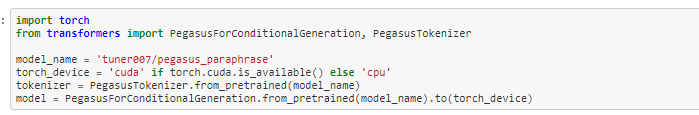 :
import torch
from transformers import PegasusForConditionalGeneration, PegasusTokenizer
model_name = 'tuner007/pegasus_paraphrase'
torch_device = 'cuda' if torch.cuda.is_available() else 'cpu'
tokenizer = PegasusTokenizer.from_pretrained(model_name)
model = PegasusForConditionalGeneration.from_pretrained(model_name).to(torch_device)